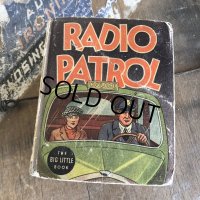 RADIO
PATROL
SOLD OUT
THE
BIG LITTLE
BOOK